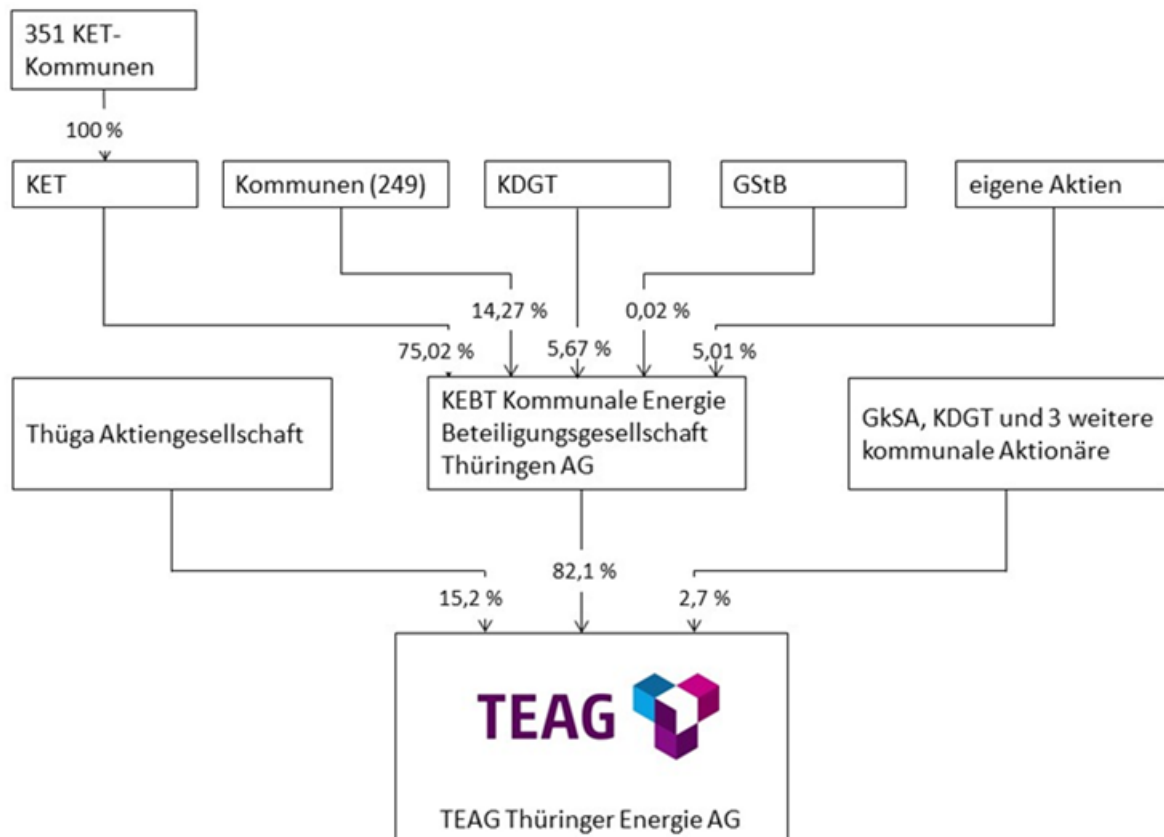 351 KET-
Kommunen
100 %
KET
Kommunen (249)
KDGT
GStB
eigene Aktien
14,27 %
0,02 %
75,02 %
5,67 %
5,01 %
Thüga Aktiengesellschaft
KEBT Kommunale Energie
Beteiligungsgesellschaft
Thüringen AG
GkSA, KDGT und 3 weitere
kommunale Aktionäre
82,1 %
15,2 %
2,7 %
TEAG
TEAG Thüringer Energie AG